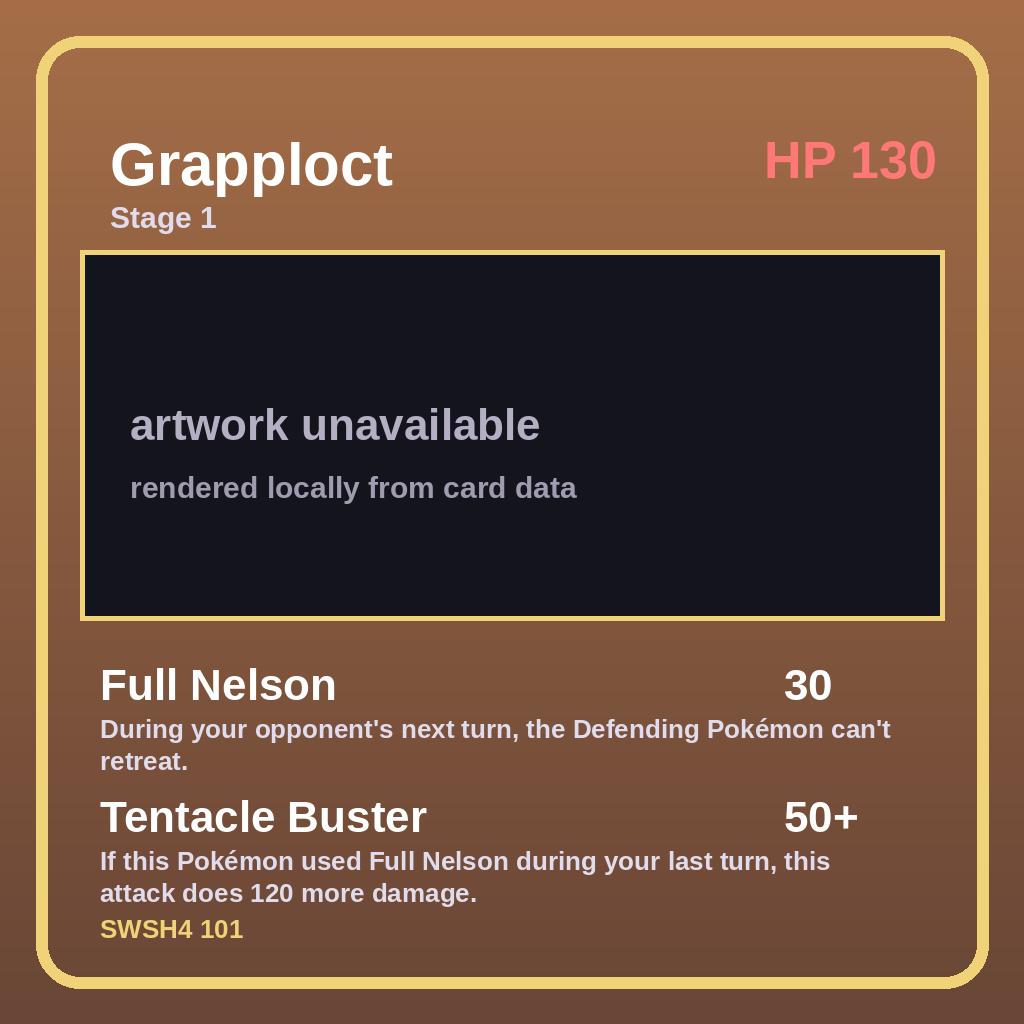 Grapploct
HP 130
Stage 1
artwork unavailable
rendered locally from card data
Full Nelson
30
During your opponent's next turn, the Defending Pokémon can't
retreat.
Tentacle Buster
50+
If this Pokémon used Full Nelson during your last turn, this
attack does 120 more damage.
SWSH4 101